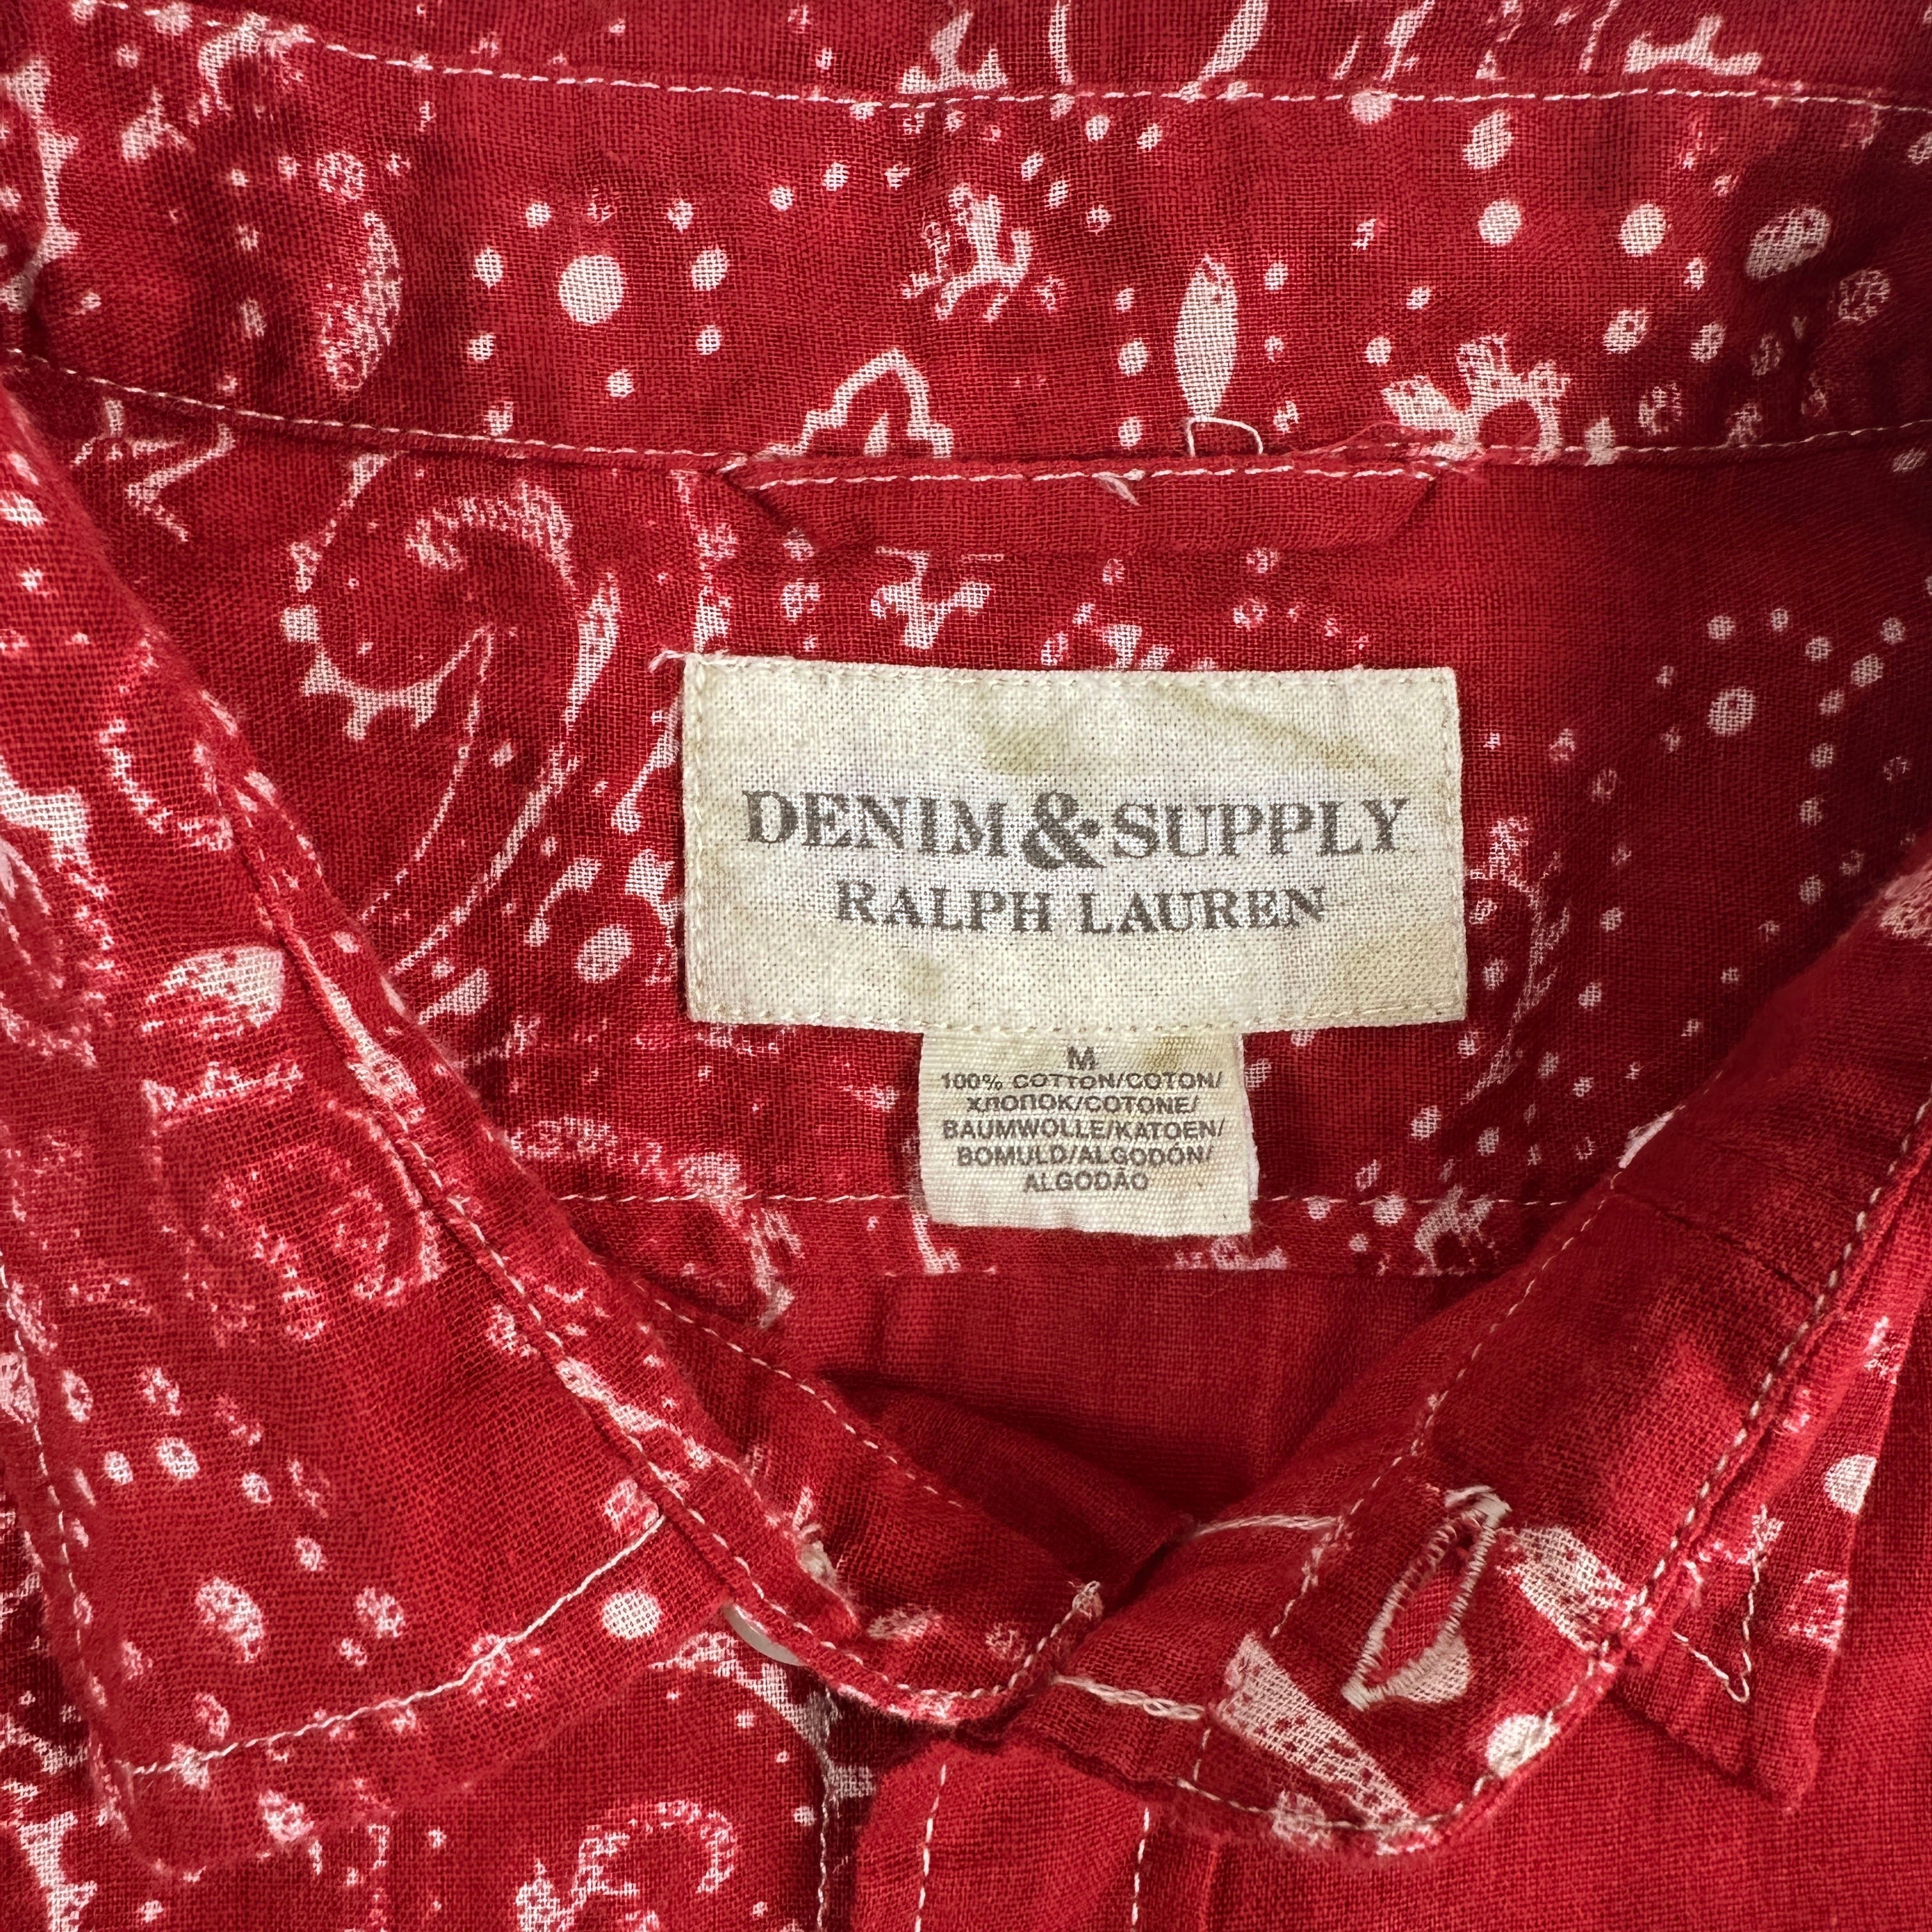 DENIM&SUPPLY
RALPH LAUREN
M
100% COTTON/COTON/
ХЛОПОК/COTONE/
BAUMWOLLE/KATOEN/
BOMULD/ALGODÓN/
ALGODÃO